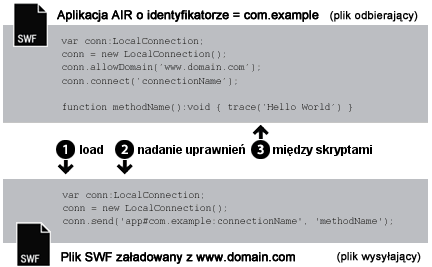 Aplikacja AIR o identyfikatorze = com.example (plik odbierający)
SWF
var conn:LocalConnection;
conn = new LocalConnection();
conn.allowDomain('www.domain.com');
conn.connect('connectionName');
function methodName():void { trace('Hello World') }
1 load 2 nadanie uprawnień 3 między skryptami
var conn:LocalConnection;
conn = new LocalConnection();
conn.send('app#com.example:connectionName', 'methodName');
SWF
Plik SWF załadowany z www.domain.com (plik wysyłający)